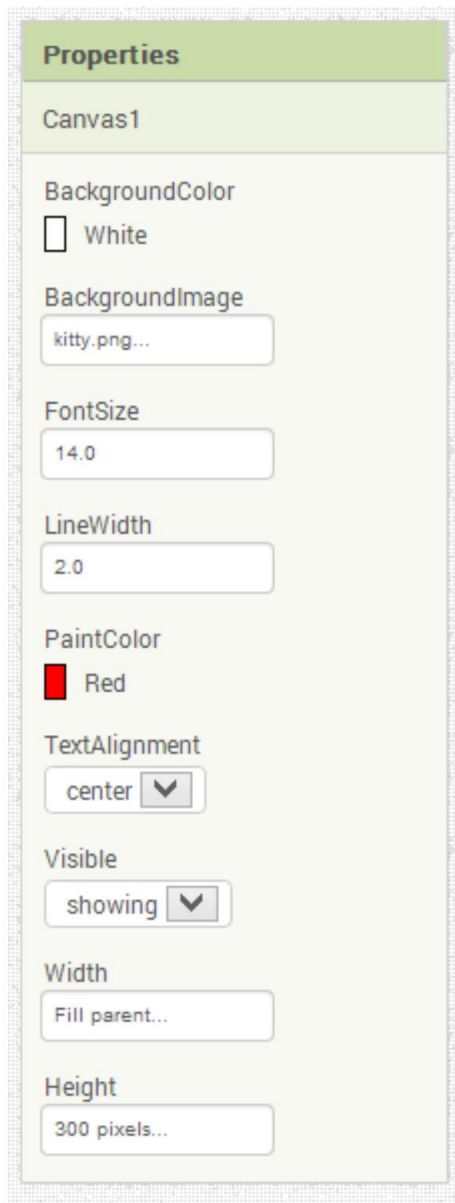 Properties
Canvas1
BackgroundColor
White
BackgroundImage
kitty.png...
FontSize
14.0
LineWidth
2.0
PaintColor
Red
TextAlignment
center
Visible
showing
Width
Fill parent...
Height
300 pixels...